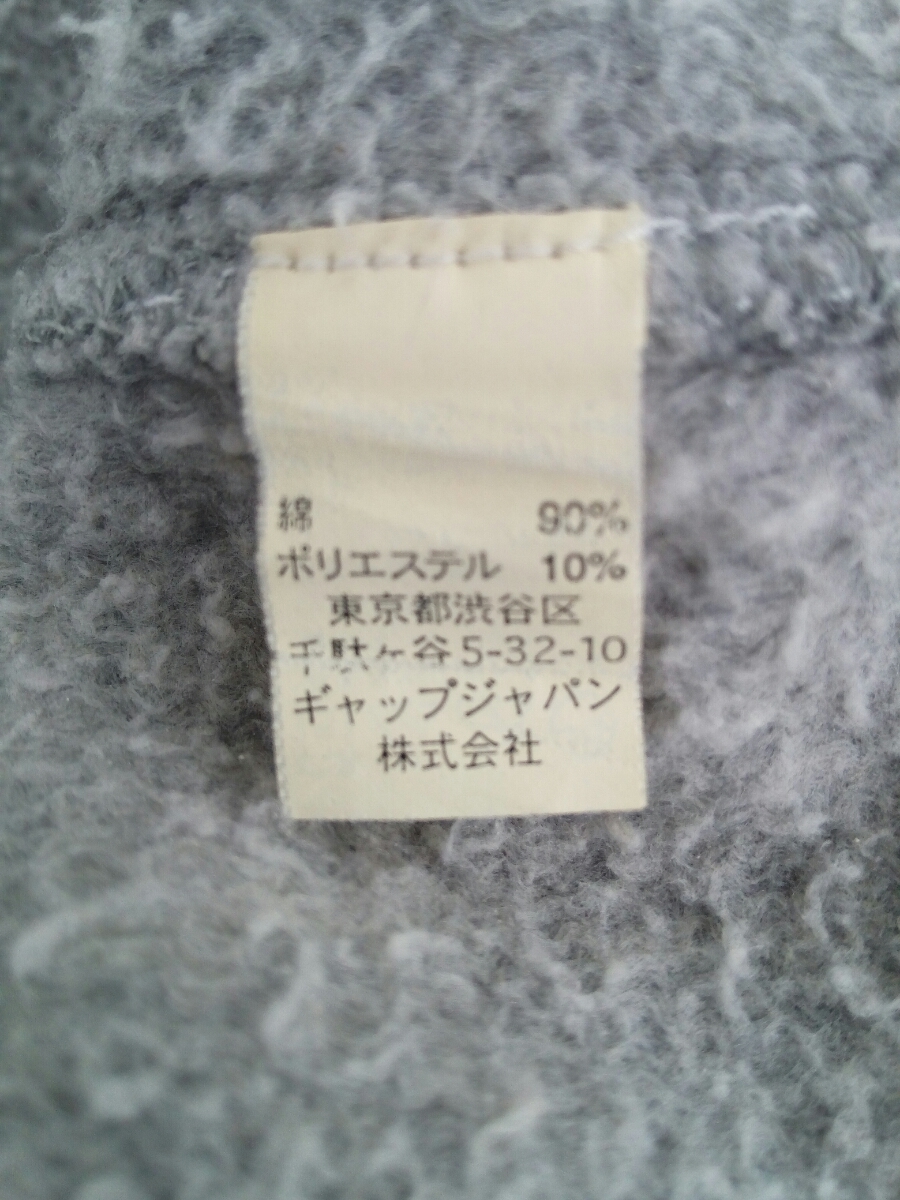 綿 90%
ポリエステル 10%
東京都渋谷区
千駄ヶ谷5-32-10
ギャップジャパン
株式会社